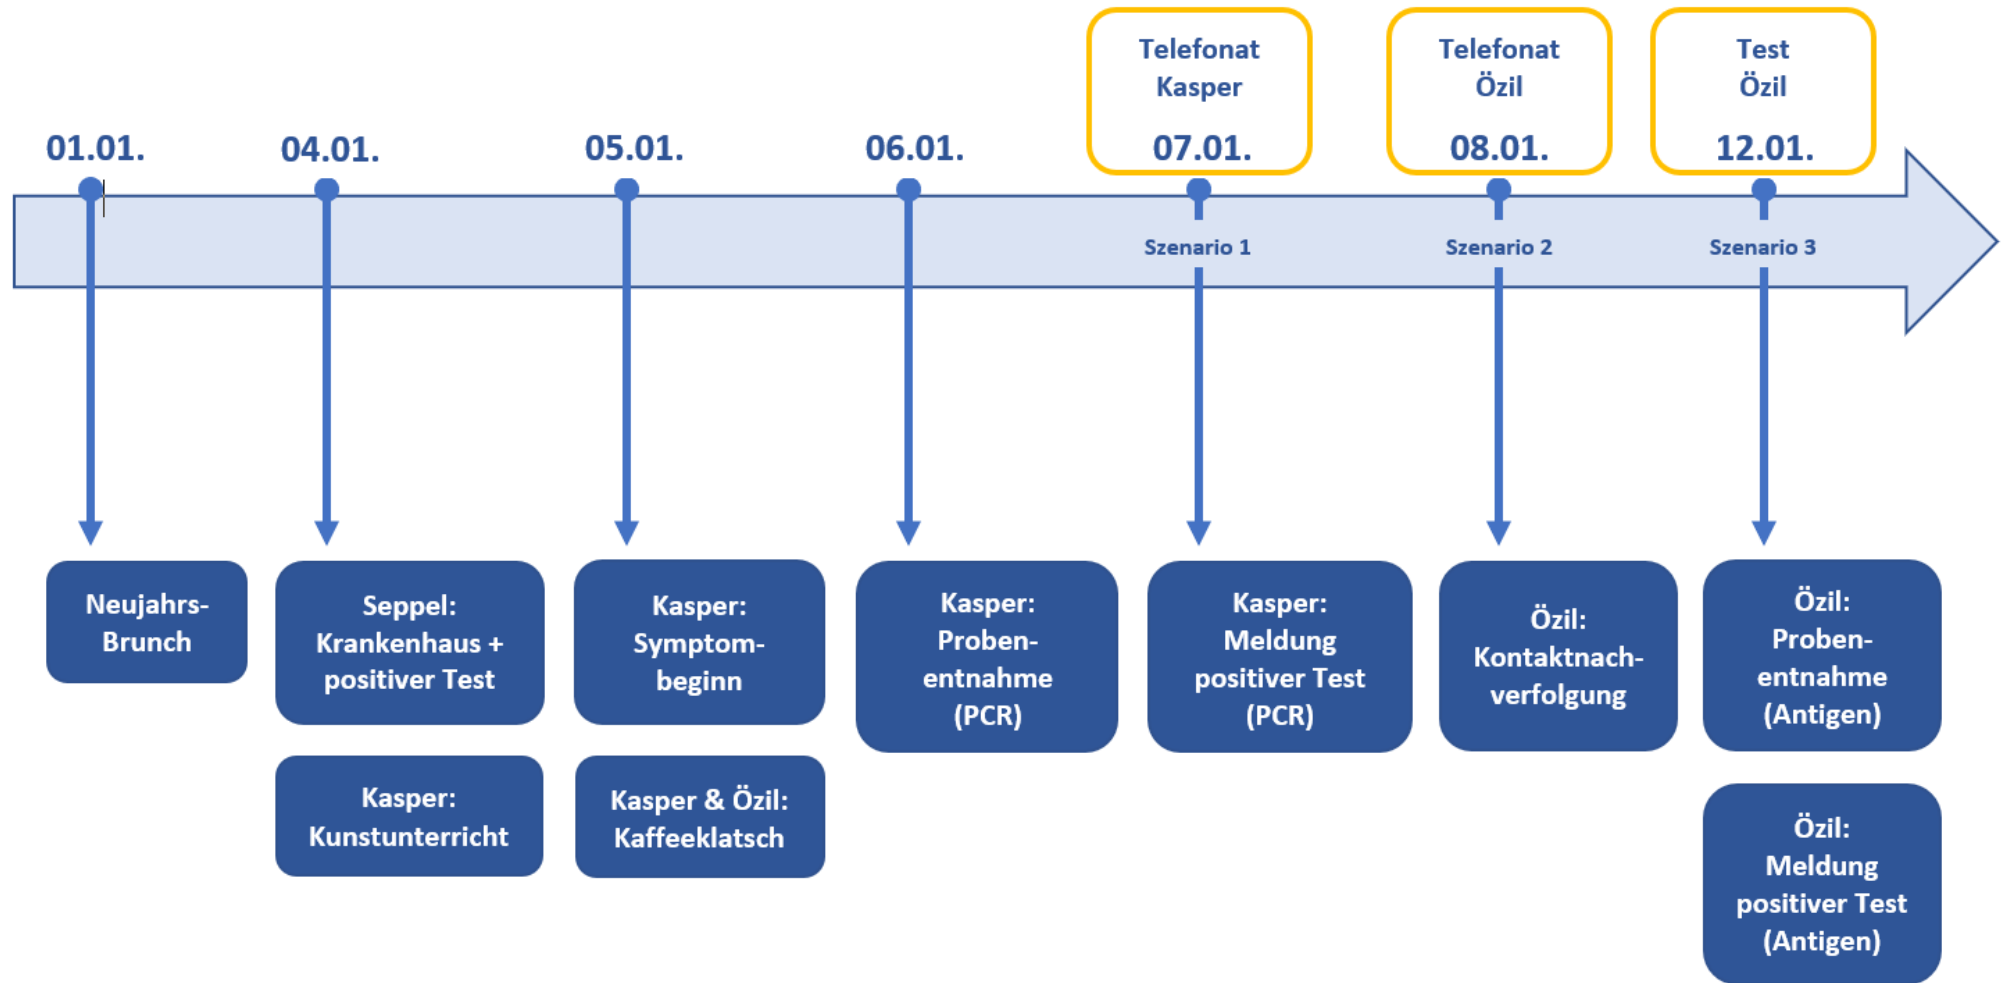 Telefonat
Kasper
07.01.
Telefonat
Özil
08.01.
Test
Özil
12.01.
01.01.
04.01.
05.01.
06.01.
Szenario 1
Szenario 2
Szenario 3
Neujahrs-
Brunch
Seppel:
Krankenhaus +
positiver Test
Kasper:
Kunstunterricht
Kasper:
Symptom-
beginn
Kasper & Özil:
Kaffeeklatsch
Kasper:
Proben-
entnahme
(PCR)
Kasper:
Meldung
positiver Test
(PCR)
Özil:
Kontaktnach-
verfolgung
Özil:
Proben-
entnahme
(Antigen)
Özil:
Meldung
positiver Test
(Antigen)